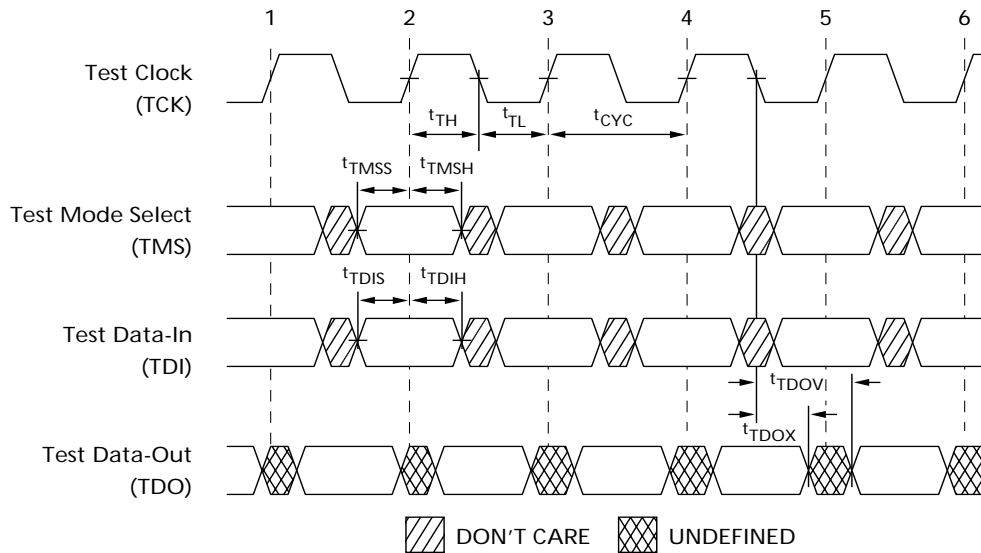 1 2 3 4 5 6
Test Clock
(TCK)
tTH tTL tCYC
tTMSS tTMSH
Test Mode Select
(TMS)
tTDIS tTDIH
Test Data-In
(TDI)
tTDOV
tTDOX
Test Data-Out
(TDO)
DON'T CARE UNDEFINED